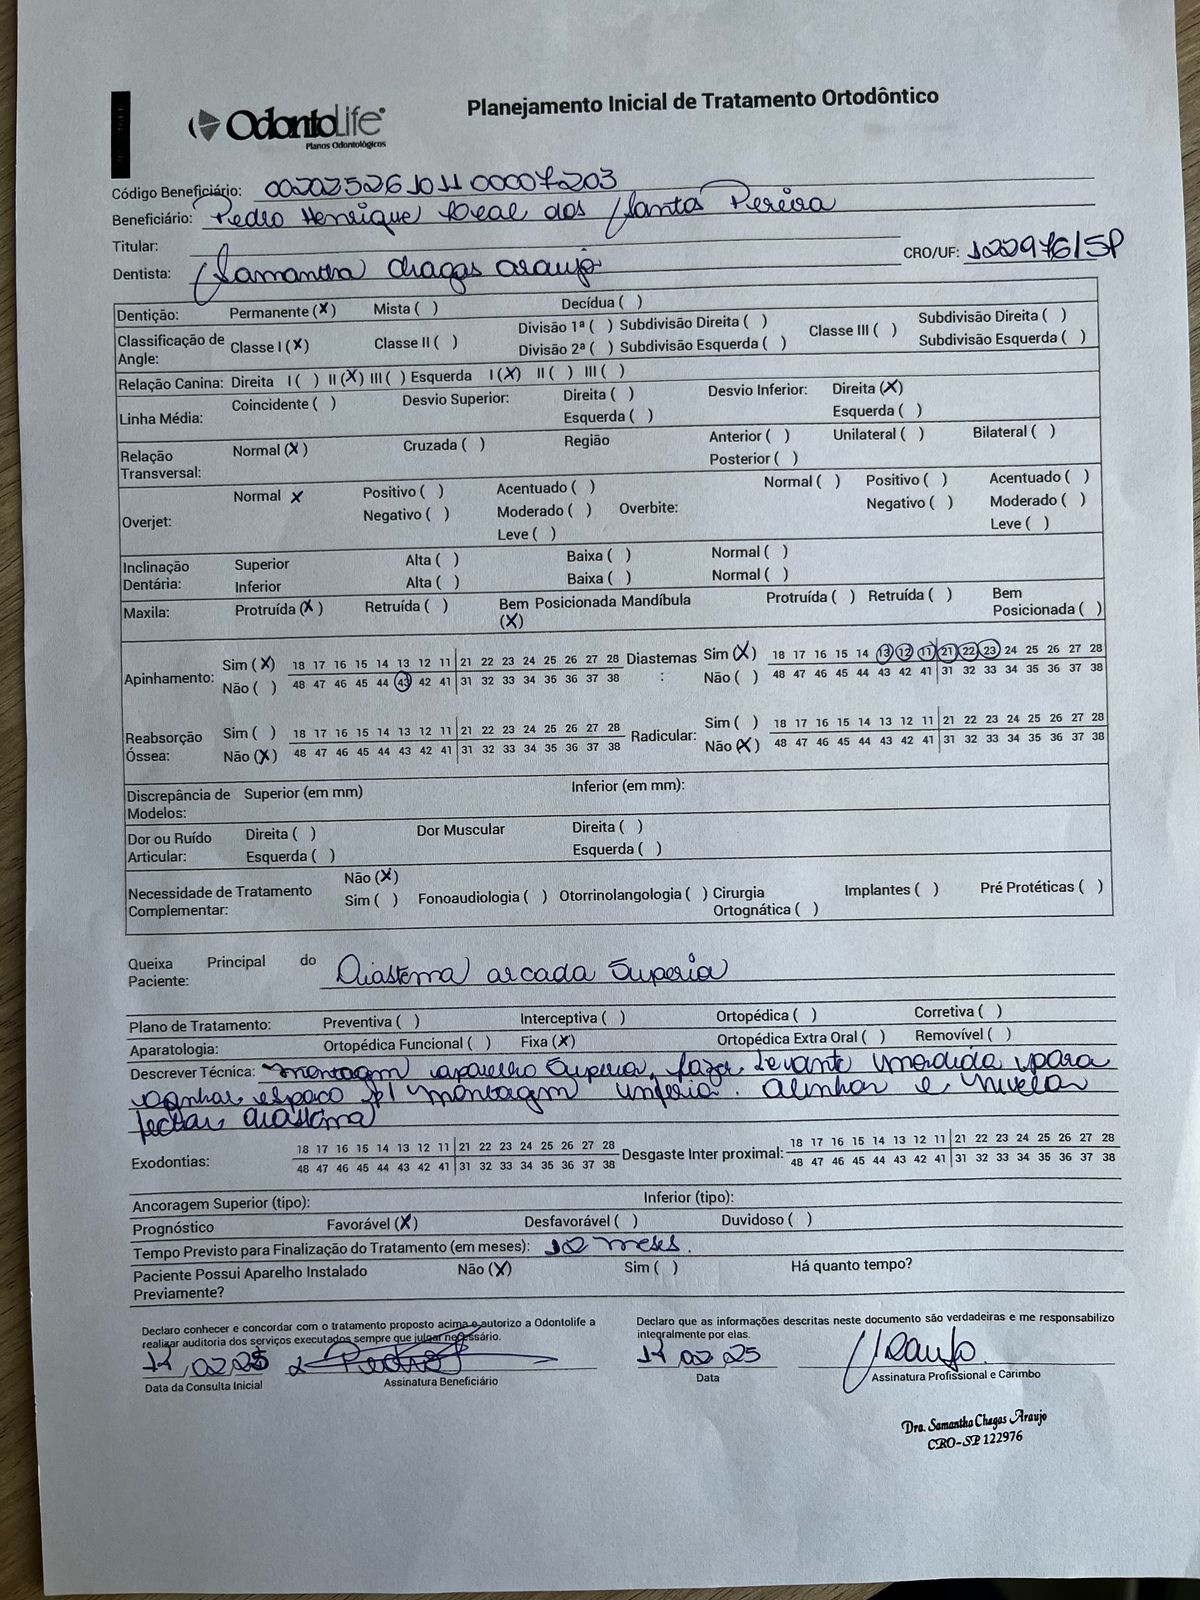 Planejamento Inicial de Tratamento Ortodôntico
OdontoLife
Planos Odontológicos
Código Beneficiário: 00202526101100007203
Beneficiário: Pedro Henrique Leal dos Santos Pereira
Titular:
Dentista: Samantha Chagas Araujo CRO/UF: 122976/SP
Dentição: Permanente (X) Mista ( ) Decídua ( )
Classificação de Angle: Classe I (X) Classe II ( ) Divisão 1ª ( ) Subdivisão Direita ( ) Classe III ( ) Subdivisão Direita ( )
Divisão 2ª ( ) Subdivisão Esquerda ( ) Subdivisão Esquerda ( )
Relação Canina: Direita I ( ) II (X) III ( ) Esquerda I (X) II ( ) III ( )
Linha Média: Coincidente ( ) Desvio Superior: Direita ( ) Desvio Inferior: Direita (X)
Esquerda ( ) Esquerda ( )
Relação Transversal: Normal (X) Cruzada ( ) Região Anterior ( ) Unilateral ( ) Bilateral ( )
Posterior ( )
Overjet: Normal X Positivo ( ) Acentuado ( ) Overbite: Normal ( ) Positivo ( ) Acentuado ( )
Negativo ( ) Moderado ( ) Negativo ( ) Moderado ( )
Leve ( ) Leve ( )
Inclinação Dentária: Superior Alta ( ) Baixa ( ) Normal ( )
Inferior Alta ( ) Baixa ( ) Normal ( )
Maxila: Protruída (X) Retruída ( ) Bem Posicionada Mandíbula (X) Protruída ( ) Retruída ( ) Bem Posicionada ( )
Apinhamento: Sim (X) 18 17 16 15 14 13 12 11 21 22 23 24 25 26 27 28 Diastemas : Sim (X) 18 17 16 15 14 13 12 11 21 22 23 24 25 26 27 28
Não ( ) 48 47 46 45 44 43 42 41 31 32 33 34 35 36 37 38 Não ( ) 48 47 46 45 44 43 42 41 31 32 33 34 35 36 37 38
Reabsorção Óssea: Sim ( ) 18 17 16 15 14 13 12 11 21 22 23 24 25 26 27 28 Radicular: Sim ( ) 18 17 16 15 14 13 12 11 21 22 23 24 25 26 27 28
Não (X) 48 47 46 45 44 43 42 41 31 32 33 34 35 36 37 38 Não (X) 48 47 46 45 44 43 42 41 31 32 33 34 35 36 37 38
Discrepância de Modelos: Superior (em mm) Inferior (em mm):
Dor ou Ruído Articular: Direita ( ) Dor Muscular Direita ( )
Esquerda ( ) Esquerda ( )
Necessidade de Tratamento Complementar: Não (X)
Sim ( ) Fonoaudiologia ( ) Otorrinolangologia ( ) Cirurgia Ortognática ( ) Implantes ( ) Pré Protéticas ( )
Queixa Principal do Paciente: Diastema arcada Superior
Plano de Tratamento: Preventiva ( ) Interceptiva ( ) Ortopédica ( ) Corretiva ( )
Aparatologia: Ortopédica Funcional ( ) Fixa (X) Ortopédica Extra Oral ( ) Removível ( )
Descrever Técnica: montagem aparelho Superior, fazer levante mordida para
ganhar espaço p/ montagem inferior. alinhar e nivelar
fechar diastema
Exodontias: 18 17 16 15 14 13 12 11 21 22 23 24 25 26 27 28 Desgaste Inter proximal: 18 17 16 15 14 13 12 11 21 22 23 24 25 26 27 28
48 47 46 45 44 43 42 41 31 32 33 34 35 36 37 38 48 47 46 45 44 43 42 41 31 32 33 34 35 36 37 38
Ancoragem Superior (tipo): Inferior (tipo):
Prognóstico Favorável (X) Desfavorável ( ) Duvidoso ( )
Tempo Previsto para Finalização do Tratamento (em meses): meses.
Paciente Possui Aparelho Instalado Previamente? Não (X) Sim ( ) Há quanto tempo?
Declaro conhecer e concordar com o tratamento proposto acima e autorizo a Odontolife a
realizar auditoria dos serviços executados sempre que julgar necessário.
Declaro que as informações descritas neste documento são verdadeiras e me responsabilizo
integralmente por elas.
02 25 Pedro
02 25 Araujo
Data da Consulta Inicial Assinatura Beneficiário Data Assinatura Profissional e Carimbo
Dra. Samantha Chagas Araujo
CRO-SP 122976